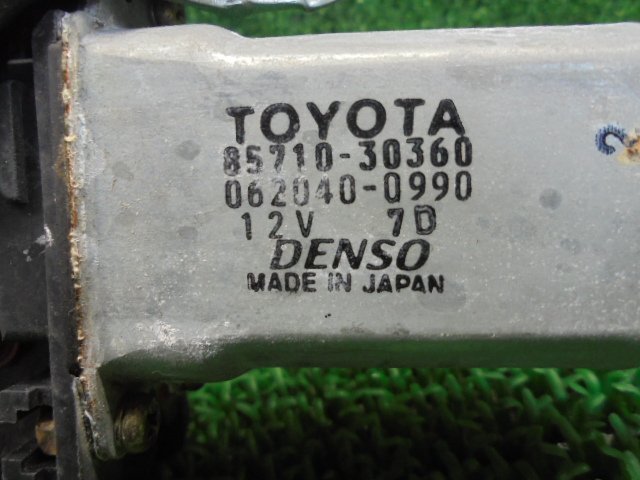 TOYOTA
85710-30360
062040-0990
12V 7D
DENSO
MADE IN JAPAN